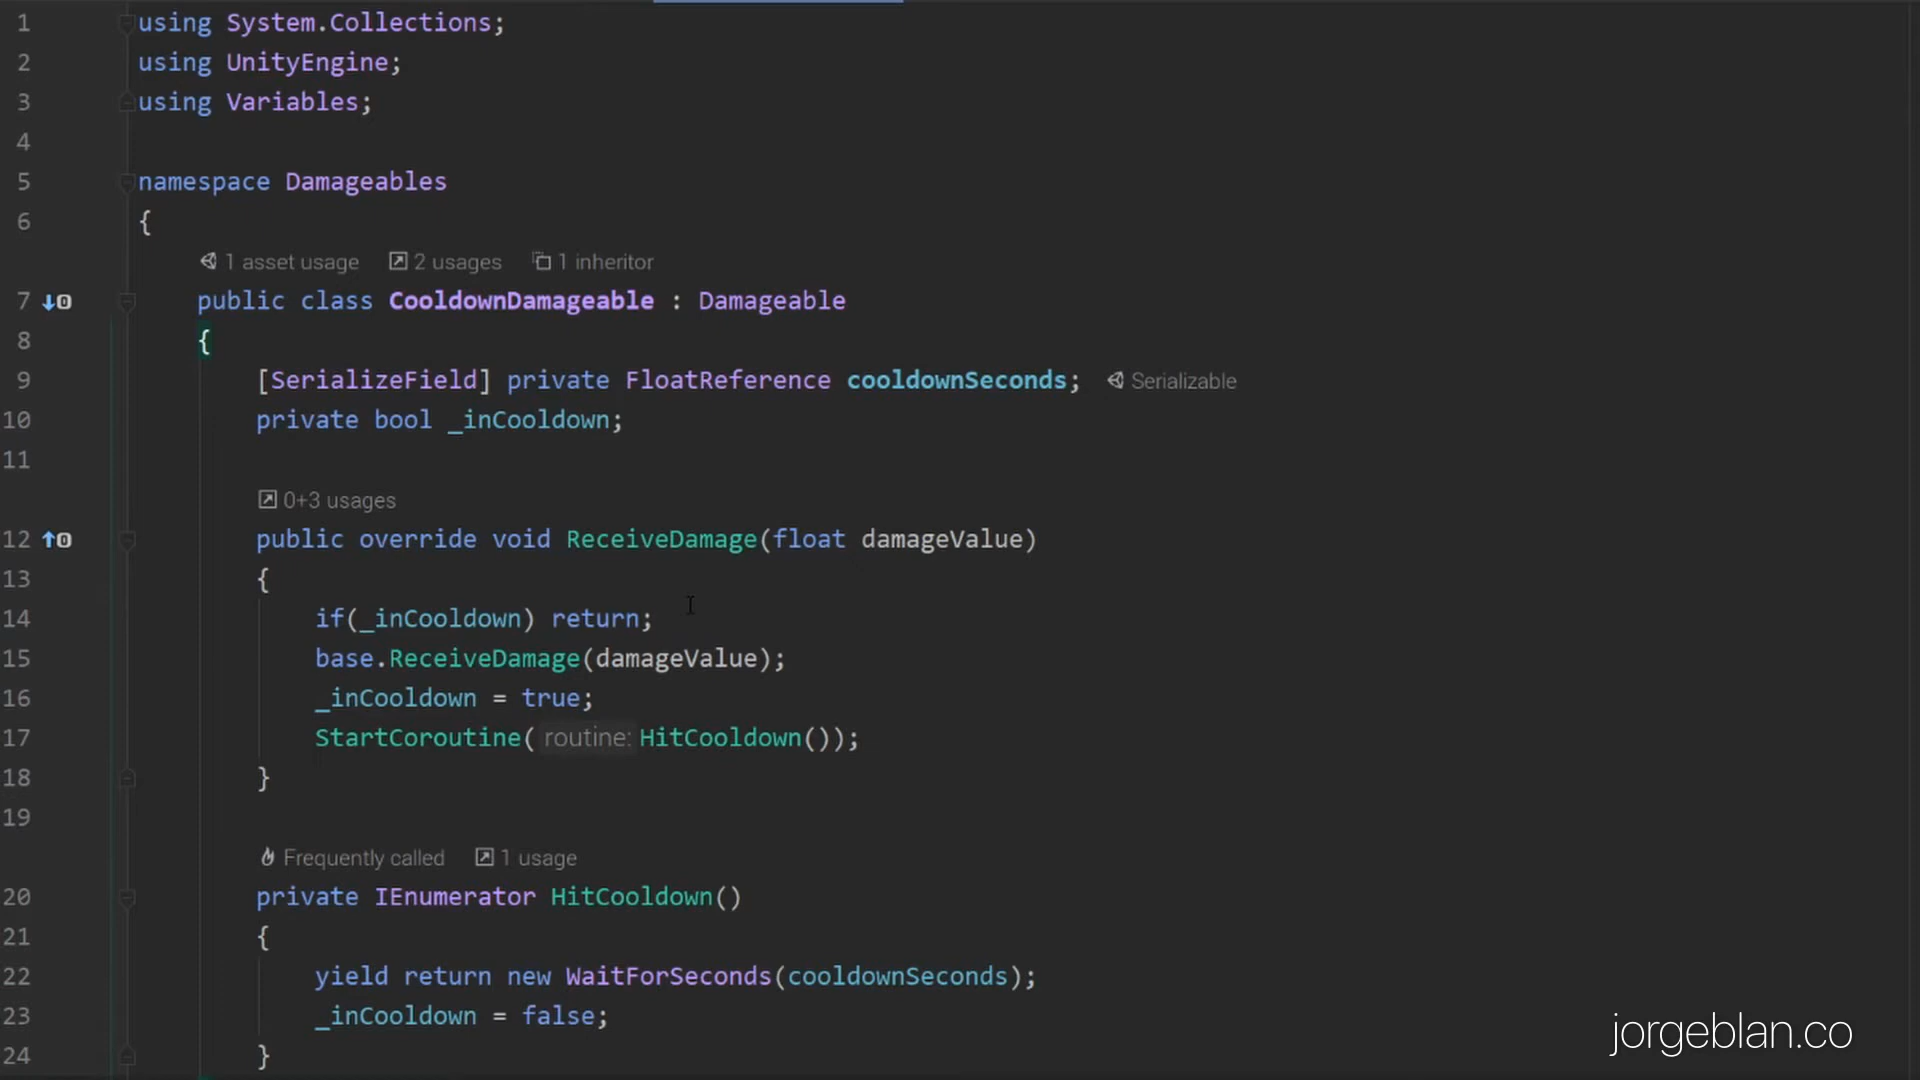 1 using System.Collections;
2 using UnityEngine;
3 using Variables;
4
5 namespace Damageables
6 {
1 asset usage 2 usages 1 inheritor
7 public class CooldownDamageable : Damageable
8 {
9 [SerializeField] private FloatReference cooldownSeconds; Serializable
10 private bool _inCooldown;
11
0+3 usages
12 public override void ReceiveDamage(float damageValue)
13 {
14 if(_inCooldown) return;
15 base.ReceiveDamage(damageValue);
16 _inCooldown = true;
17 StartCoroutine( routine: HitCooldown());
18 }
19
Frequently called 1 usage
20 private IEnumerator HitCooldown()
21 {
22 yield return new WaitForSeconds(cooldownSeconds);
23 _inCooldown = false;
24 }
jorgeblan.co